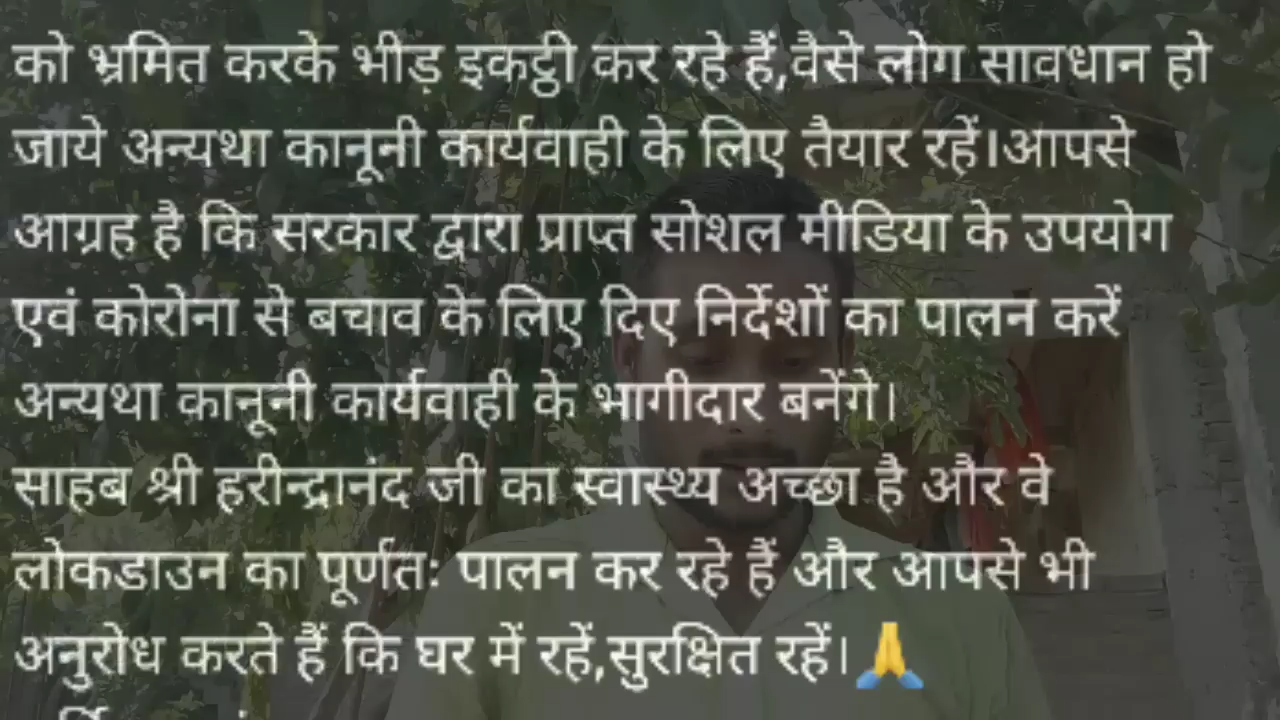 को भ्रमित करके भीड़ इकट्ठी कर रहे हैं,वैसे लोग सावधान हो
जाये अन्यथा कानूनी कार्यवाही के लिए तैयार रहें।आपसे
आग्रह है कि सरकार द्वारा प्राप्त सोशल मीडिया के उपयोग
एवं कोरोना से बचाव के लिए दिए निर्देशों का पालन करें
अन्यथा कानूनी कार्यवाही के भागीदार बनेंगे।
साहब श्री हरीन्द्रानंद जी का स्वास्थ्य अच्छा है और वे
लोकडाउन का पूर्णतः पालन कर रहे हैं और आपसे भी
अनुरोध करते हैं कि घर में रहें,सुरक्षित रहें।🙏